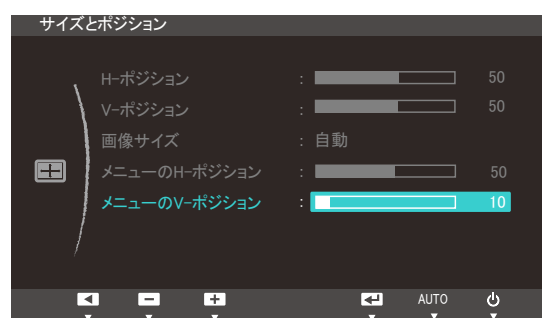 サイズとポジション
H-ポジション : 50
V-ポジション : 50
画像サイズ : 自動
メニューのH-ポジション : 50
メニューのV-ポジション : 10
AUTO